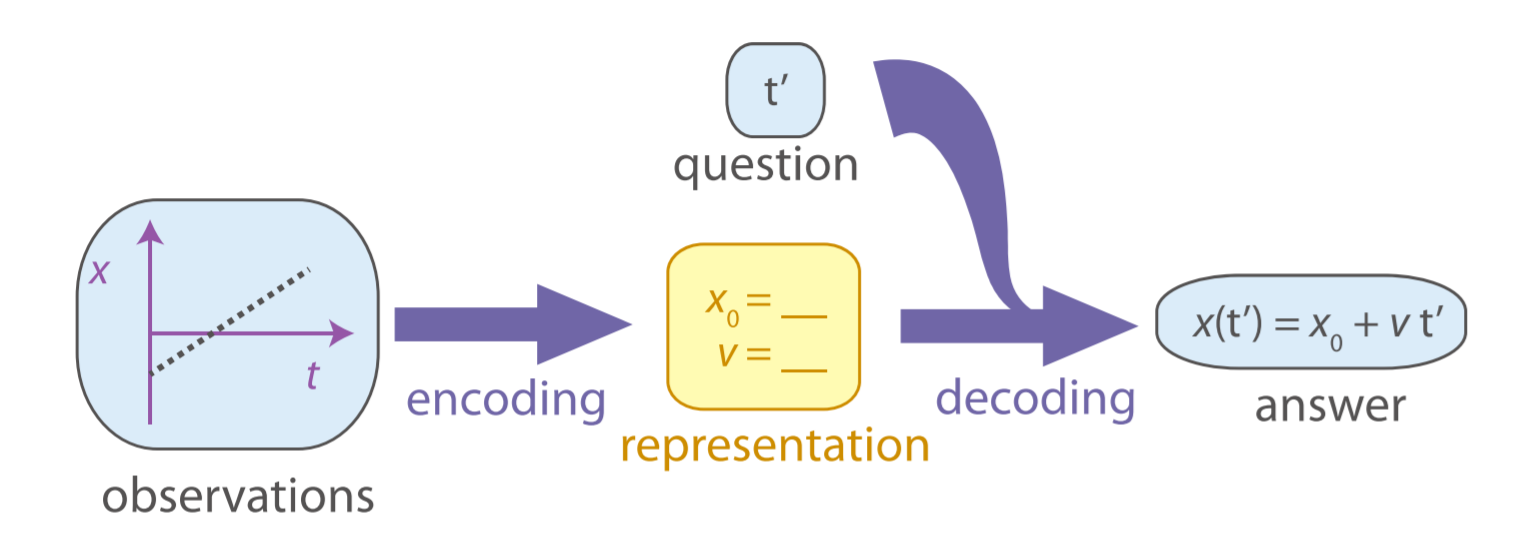 x
t
observations
encoding
t′
question
x₀ = __
v = __
representation
decoding
x(t′) = x₀ + v t′
answer